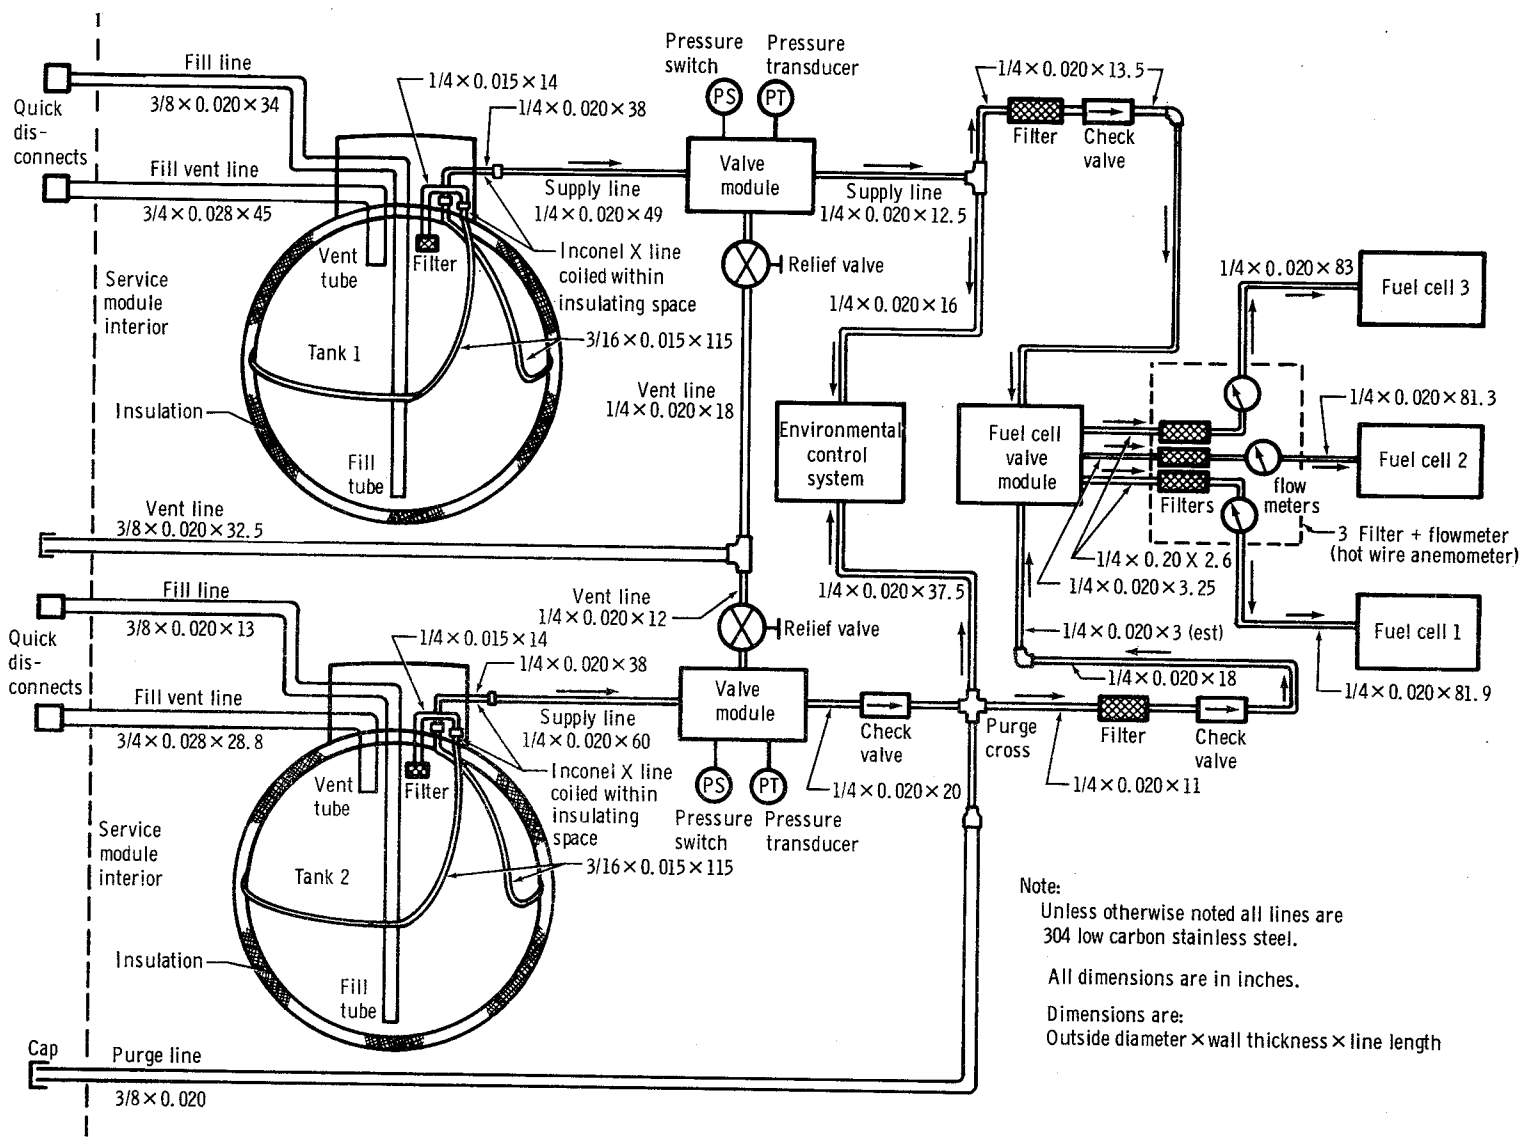 Fill line
3/8 × 0.020 × 34
Quick
dis-
connects
Fill vent line
3/4 × 0.028 × 45
Service
module
interior
Vent
tube
Filter
Tank 1
Insulation
Fill
tube
1/4 × 0.015 × 14
1/4 × 0.020 × 38
Supply line
1/4 × 0.020 × 49
Inconel X line
coiled within
insulating space
3/16 × 0.015 × 115
Pressure
switch
Pressure
transducer
PS
PT
Valve
module
Supply line
1/4 × 0.020 × 12.5
Relief valve
Vent line
1/4 × 0.020 × 18
1/4 × 0.020 × 13.5
Filter
Check
valve
1/4 × 0.020 × 16
Environmental
control
system
Fuel cell
valve
module
1/4 × 0.020 × 83
Fuel cell 3
1/4 × 0.020 × 81.3
Fuel cell 2
flow
meters
Filters
3 Filter + flowmeter
(hot wire anemometer)
1/4 × 0.20 X 2.6
1/4 × 0.020 × 3.25
1/4 × 0.020 × 3 (est)
Fuel cell 1
1/4 × 0.020 × 81.9
1/4 × 0.020 × 18
Vent line
3/8 × 0.020 × 32.5
Fill line
3/8 × 0.020 × 13
Quick
dis-
connects
Fill vent line
3/4 × 0.028 × 28.8
Service
module
interior
Vent
tube
Filter
Tank 2
Insulation
Fill
tube
1/4 × 0.015 × 14
1/4 × 0.020 × 38
Supply line
1/4 × 0.020 × 60
Inconel X line
coiled within
insulating
space
3/16 × 0.015 × 115
Vent line
1/4 × 0.020 × 12
Relief valve
Valve
module
PS
PT
Pressure
switch
Pressure
transducer
1/4 × 0.020 × 37.5
Check
valve
1/4 × 0.020 × 20
Purge
cross
Filter
Check
valve
1/4 × 0.020 × 11
Cap
Purge line
3/8 × 0.020
Note:
Unless otherwise noted all lines are
304 low carbon stainless steel.
All dimensions are in inches.
Dimensions are:
Outside diameter × wall thickness × line length